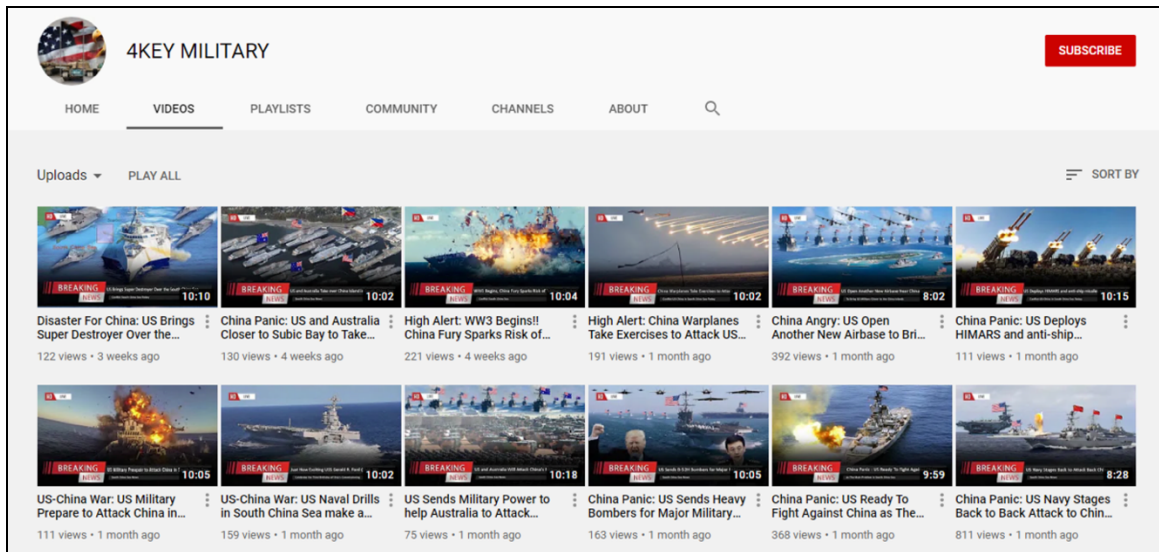 4KEY MILITARY
SUBSCRIBE
HOME VIDEOS PLAYLISTS COMMUNITY CHANNELS ABOUT
Uploads PLAY ALL SORT BY
BREAKING NEWS 10:10
BREAKING NEWS 10:02
BREAKING NEWS 10:04
BREAKING NEWS 10:02
BREAKING NEWS 8:02
BREAKING NEWS 10:15
Disaster For China: US Brings
Super Destroyer Over the...
122 views • 3 weeks ago
China Panic: US and Australia
Closer to Subic Bay to Take...
130 views • 4 weeks ago
High Alert: WW3 Begins!!
China Fury Sparks Risk of...
221 views • 4 weeks ago
High Alert: China Warplanes
Take Exercises to Attack US...
191 views • 1 month ago
China Angry: US Open
Another New Airbase to Bri...
392 views • 1 month ago
China Panic: US Deploys
HIMARS and anti-ship...
111 views • 1 month ago
BREAKING NEWS 10:05
BREAKING NEWS 10:02
BREAKING NEWS 10:18
BREAKING NEWS 10:05
BREAKING NEWS 9:59
BREAKING NEWS 8:28
US-China War: US Military
Prepare to Attack China in...
111 views • 1 month ago
US-China War: US Naval Drills
in South China Sea make a...
159 views • 1 month ago
US Sends Military Power to
help Australia to Attack...
75 views • 1 month ago
China Panic: US Sends Heavy
Bombers for Major Military...
163 views • 1 month ago
China Panic: US Ready To
Fight Against China as The...
368 views • 1 month ago
China Panic: US Navy Stages
Back to Back Attack to Chin...
811 views • 1 month ago